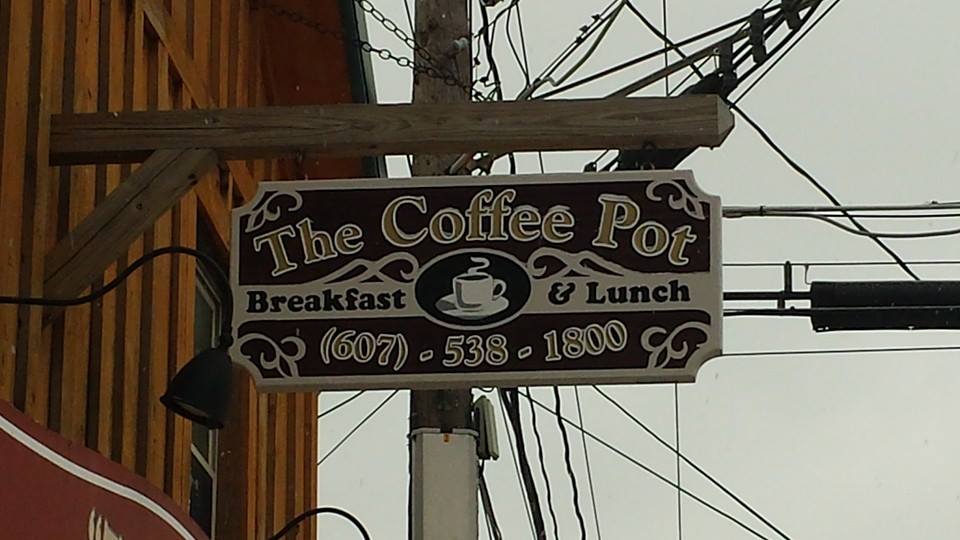 The Coffee Pot
Breakfast & Lunch
(607) - 538 - 1800